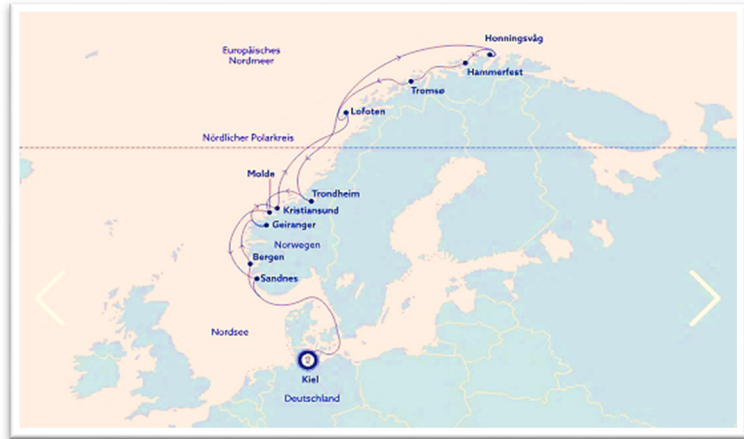 Honningsvåg
Europäisches
Nordmeer
Hammerfest
Tromsø
Lofoten
Nördlicher Polarkreis
Molde
Trondheim
Kristiansund
Geiranger
Norwegen
Bergen
Sandnes
Nordsee
Kiel
Deutschland